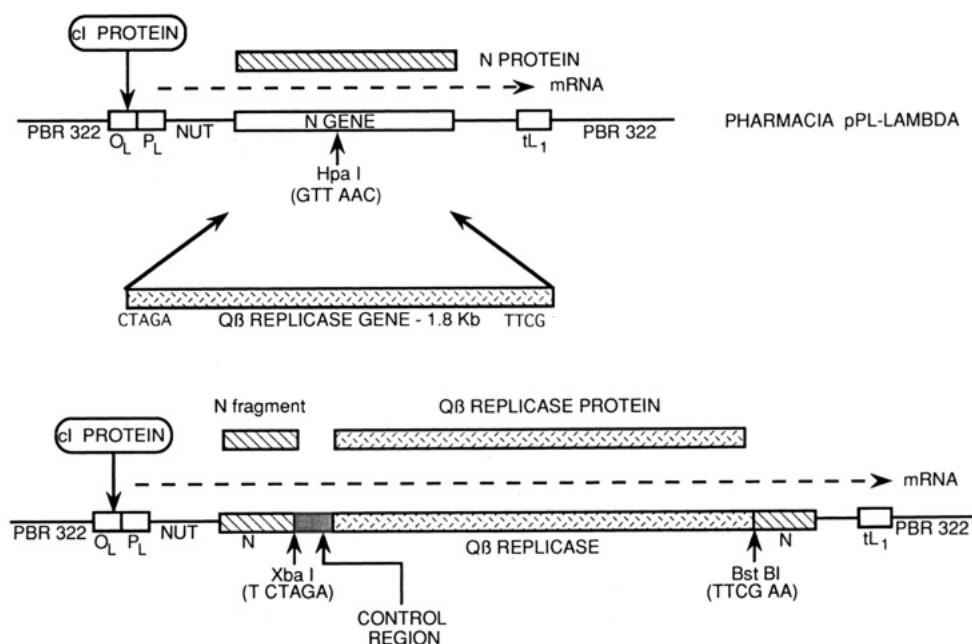 cI PROTEIN
N PROTEIN
mRNA
PBR 322
OL
PL
NUT
N GENE
tL1
PBR 322
PHARMACIA pPL-LAMBDA
Hpa I
(GTT AAC)
CTAGA
Qß REPLICASE GENE - 1.8 Kb
TTCG
N fragment
Qß REPLICASE PROTEIN
cI PROTEIN
mRNA
PBR 322
OL
PL
NUT
N
Qß REPLICASE
N
tL1
PBR 322
Xba I
(T CTAGA)
Bst BI
(TTCG AA)
CONTROL
REGION